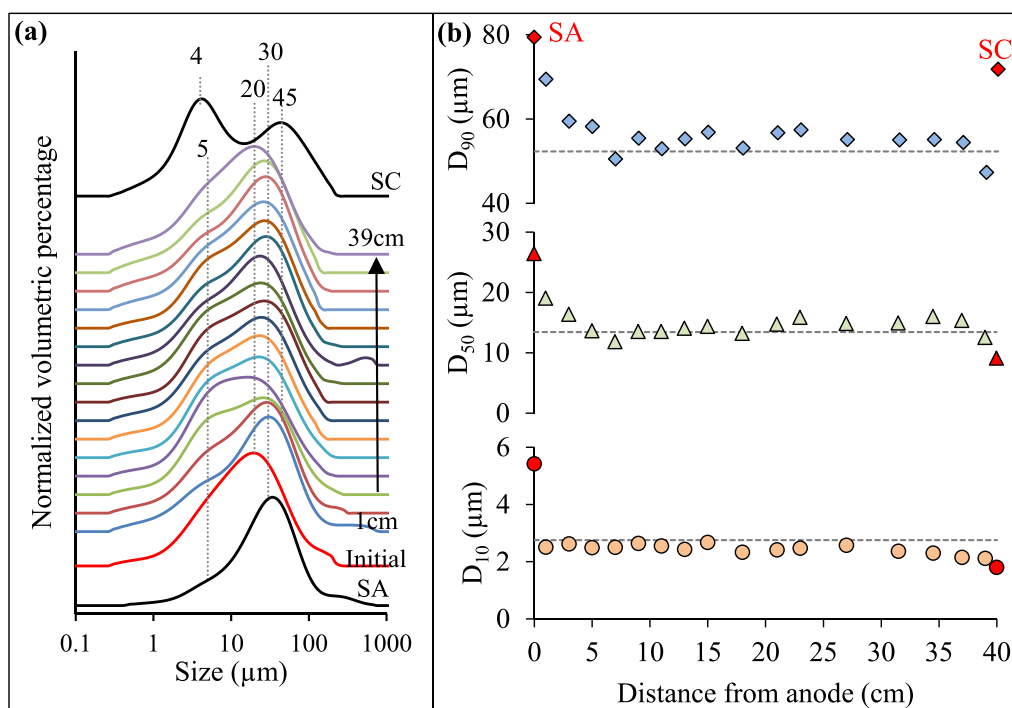 (a)
4
30
20
45
5
SC
39cm
1cm
Initial
SA
Normalized volumetric percentage
0.1 1 10 100 1000
Size (µm)
(b)
80
60
40
D90 (µm)
SA
SC
30
20
10
0
D50 (µm)
6
4
2
0
D10 (µm)
0 5 10 15 20 25 30 35 40
Distance from anode (cm)